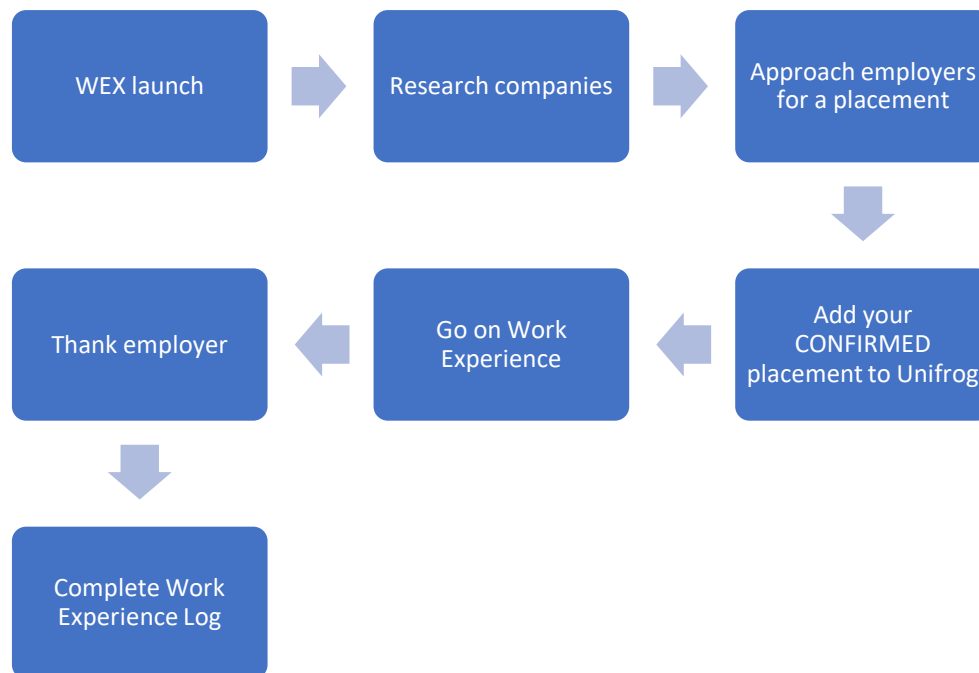 WEX launch
Research companies
Approach employers
for a placement
Add your
CONFIRMED
placement to Unifrog
Go on Work
Experience
Thank employer
Complete Work
Experience Log